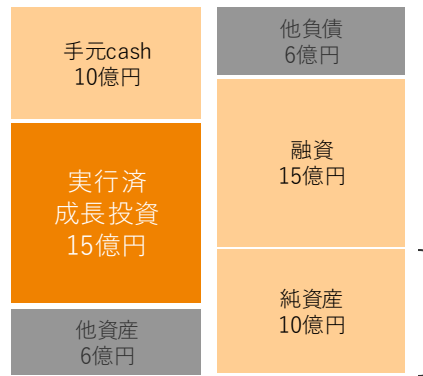 手元cash
10億円
実行済
成長投資
15億円
他資産
6億円
他負債
6億円
融資
15億円
純資産
10億円